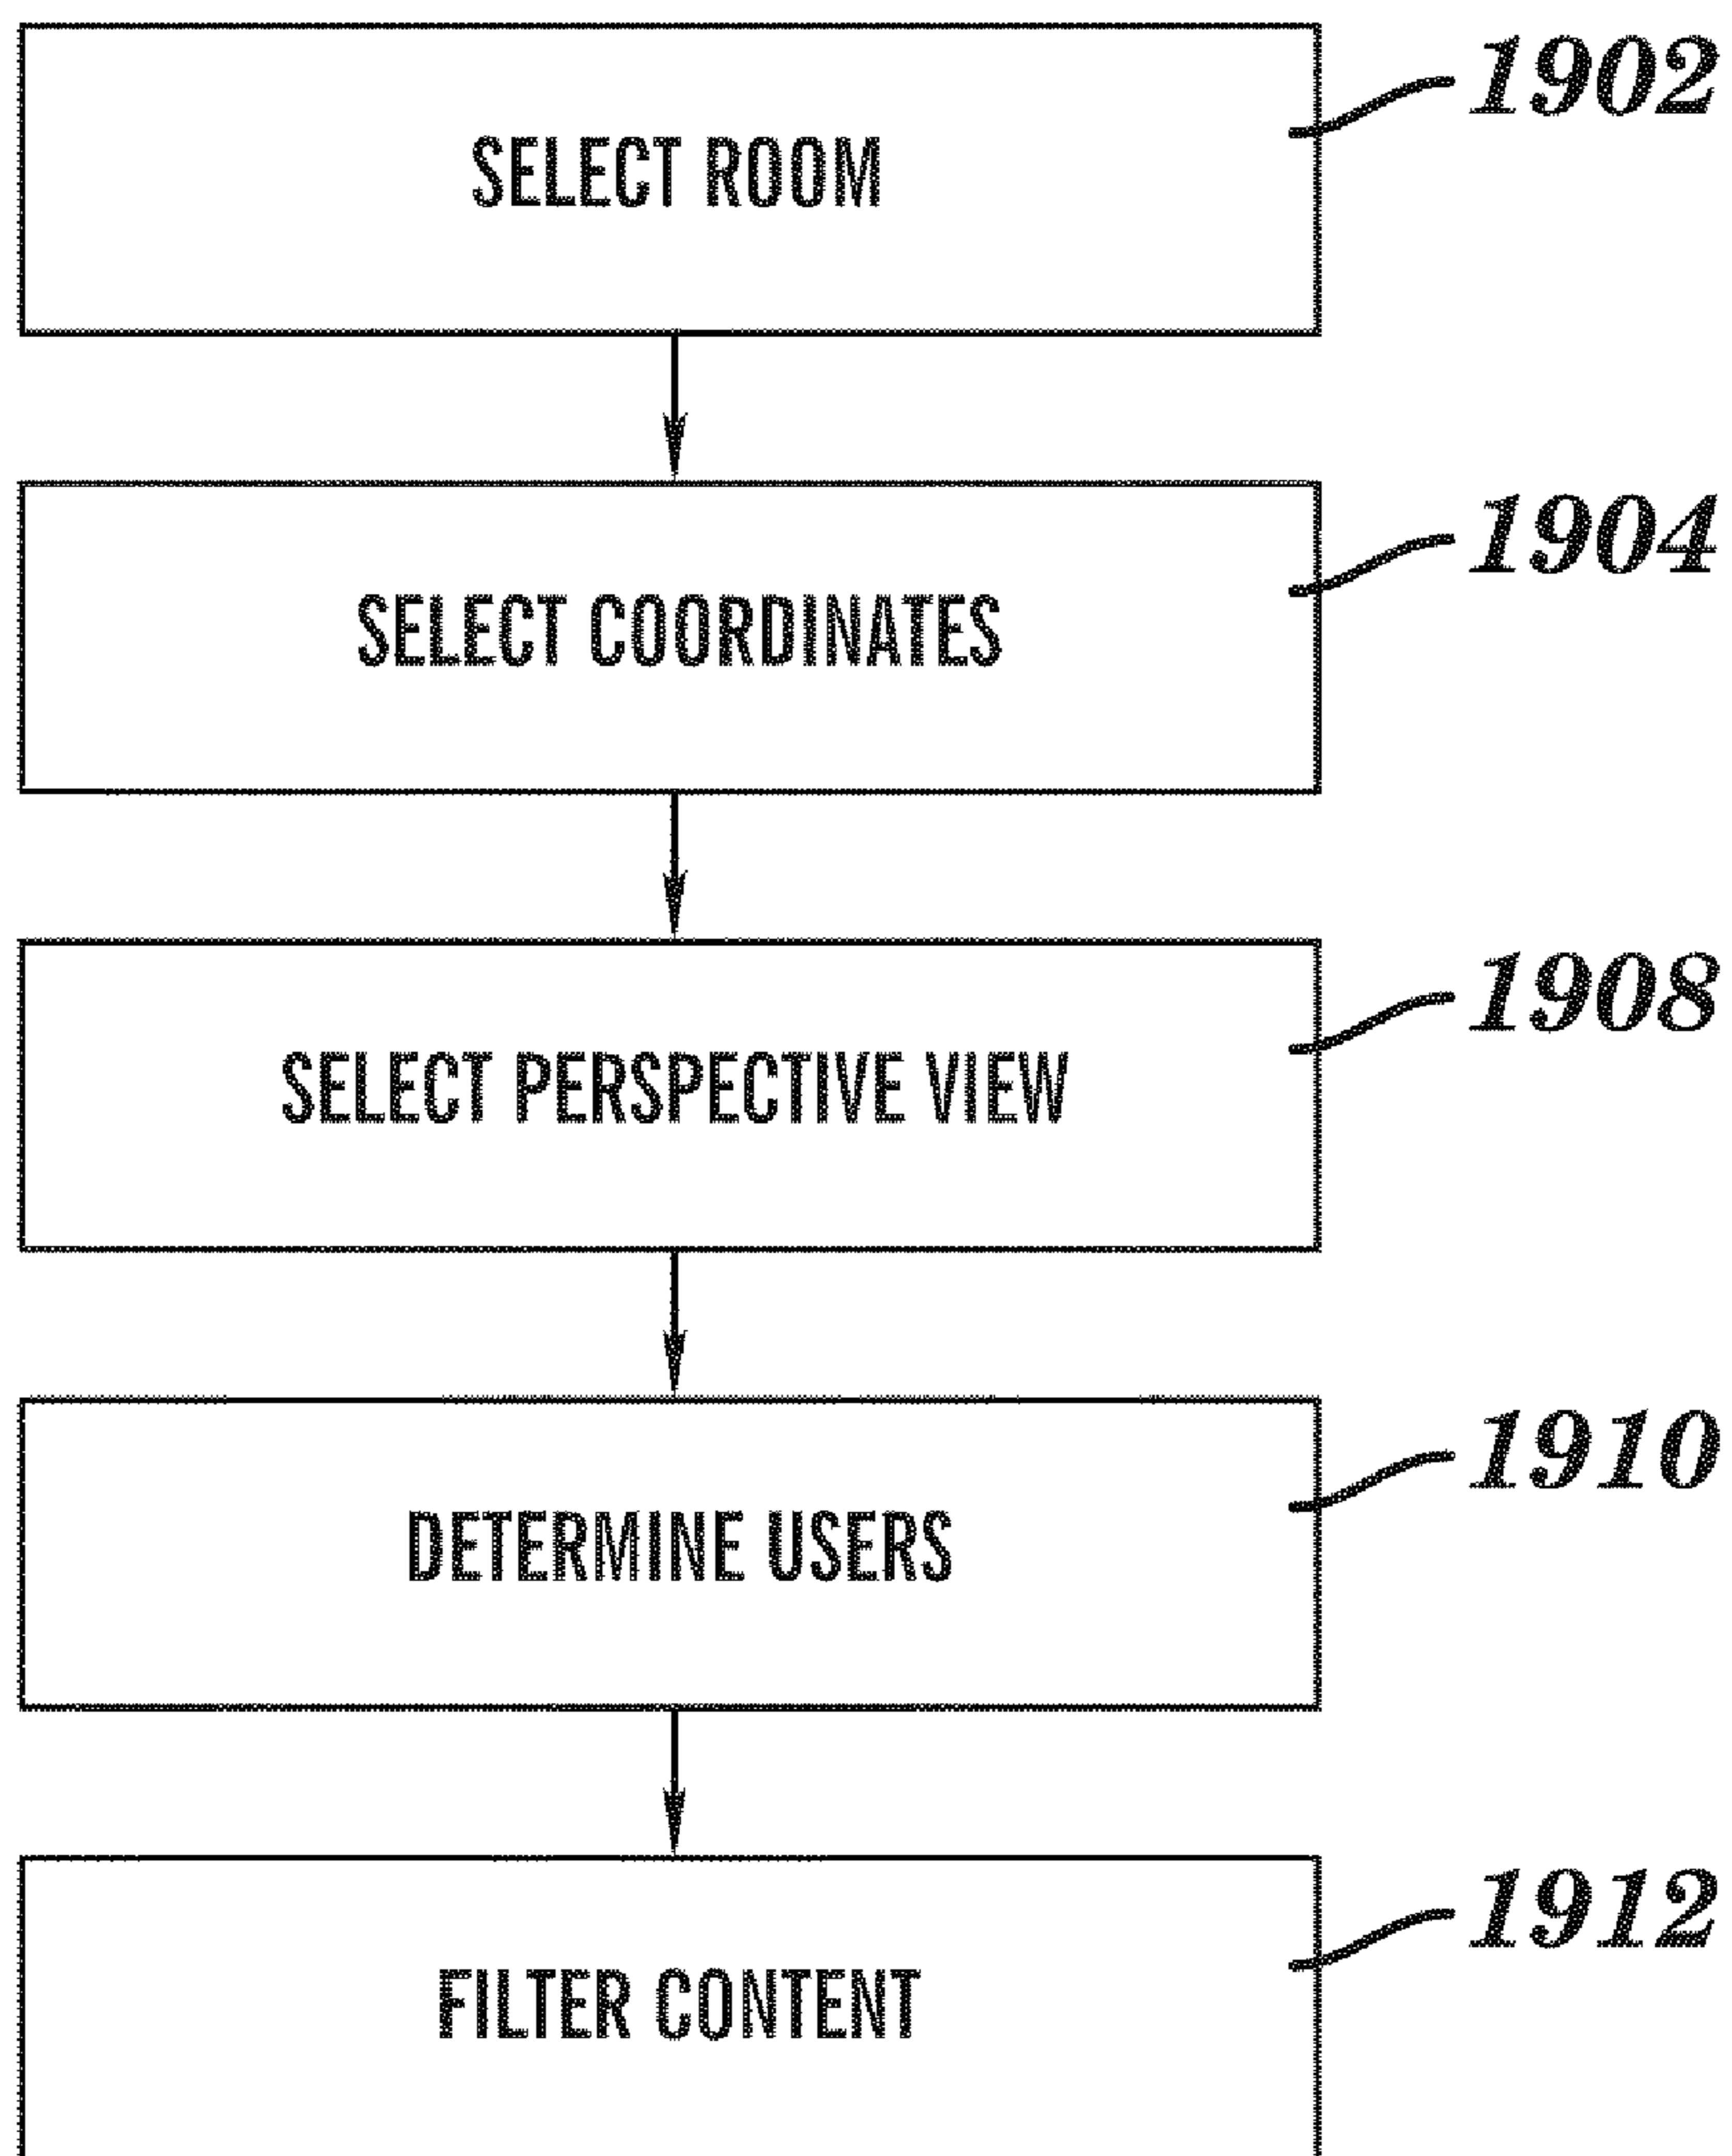 SELECT ROOM
1902
SELECT COORDINATES
1904
SELECT PERSPECTIVE VIEW
1908
DETERMINE USERS
1910
FILTER CONTENT
1912